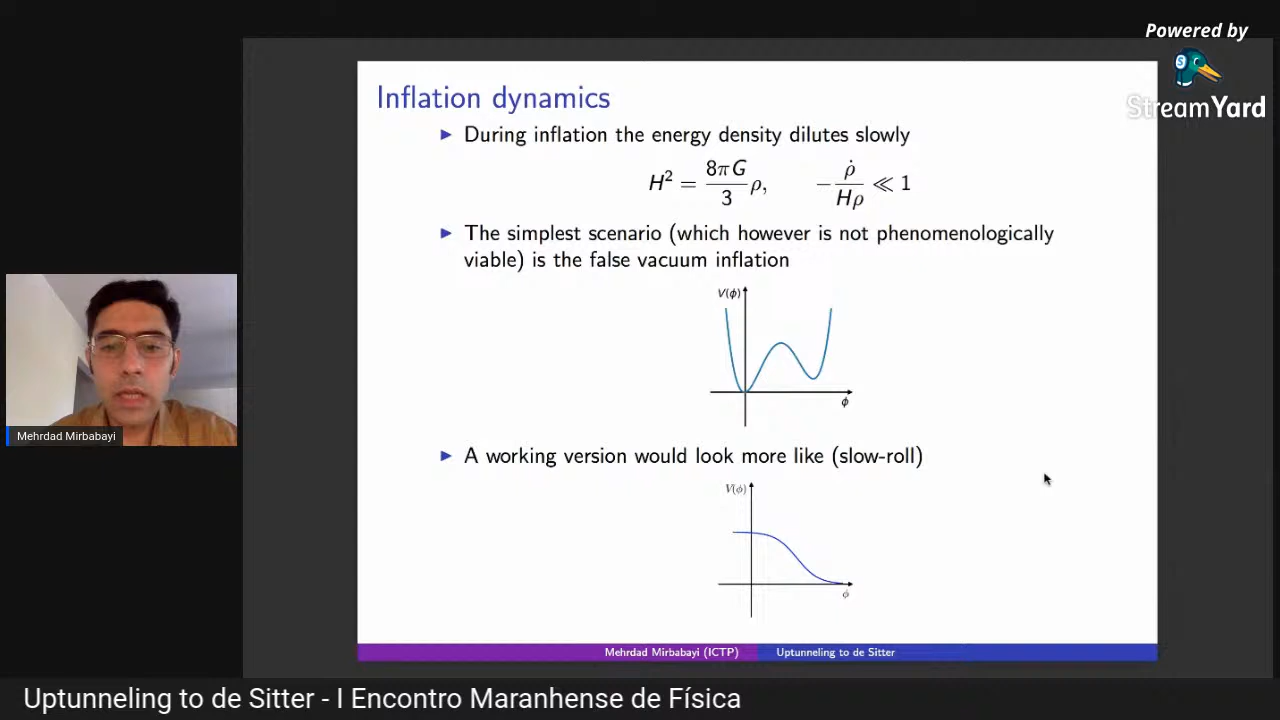 Powered by
StreamYard
Inflation dynamics
▶ During inflation the energy density dilutes slowly
H² = 8πG/3 ρ, −ρ̇/Hρ ≪ 1
▶ The simplest scenario (which however is not phenomenologically
viable) is the false vacuum inflation
V(ϕ)
ϕ
▶ A working version would look more like (slow-roll)
V(ϕ)
ϕ
Mehrdad Mirbabayi
Mehrdad Mirbabayi (ICTP) Uptunneling to de Sitter
Uptunneling to de Sitter - I Encontro Maranhense de Física